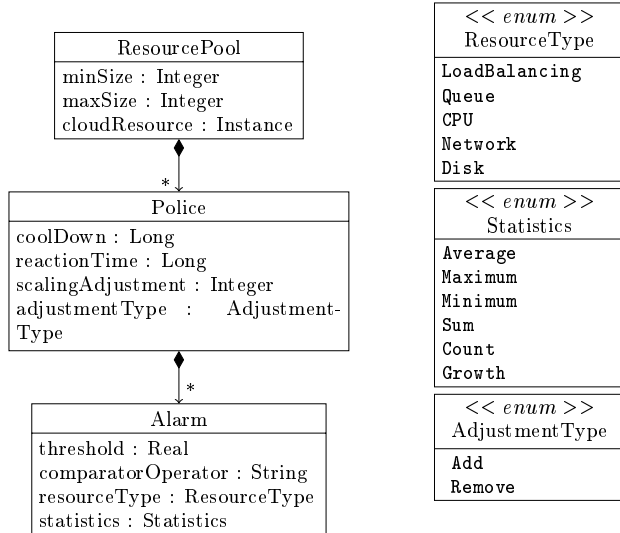 ResourcePool
minSize : Integer
maxSize : Integer
cloudResource : Instance
*
Police
coolDown : Long
reactionTime : Long
scalingAdjustment : Integer
adjustmentType : Adjustment-
Type
*
Alarm
threshold : Real
comparatorOperator : String
resourceType : ResourceType
statistics : Statistics
<< enum >>
ResourceType
LoadBalancing
Queue
CPU
Network
Disk
<< enum >>
Statistics
Average
Maximum
Minimum
Sum
Count
Growth
<< enum >>
AdjustmentType
Add
Remove